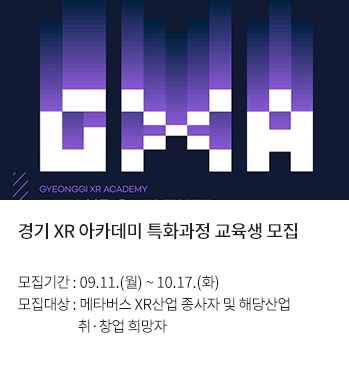 GXA
GYEONGGI XR ACADEMY
경기 XR 아카데미 특화과정 교육생 모집
모집기간 : 09.11.(월) ~ 10.17.(화)
모집대상 : 메타버스 XR산업 종사자 및 해당산업
취·창업 희망자